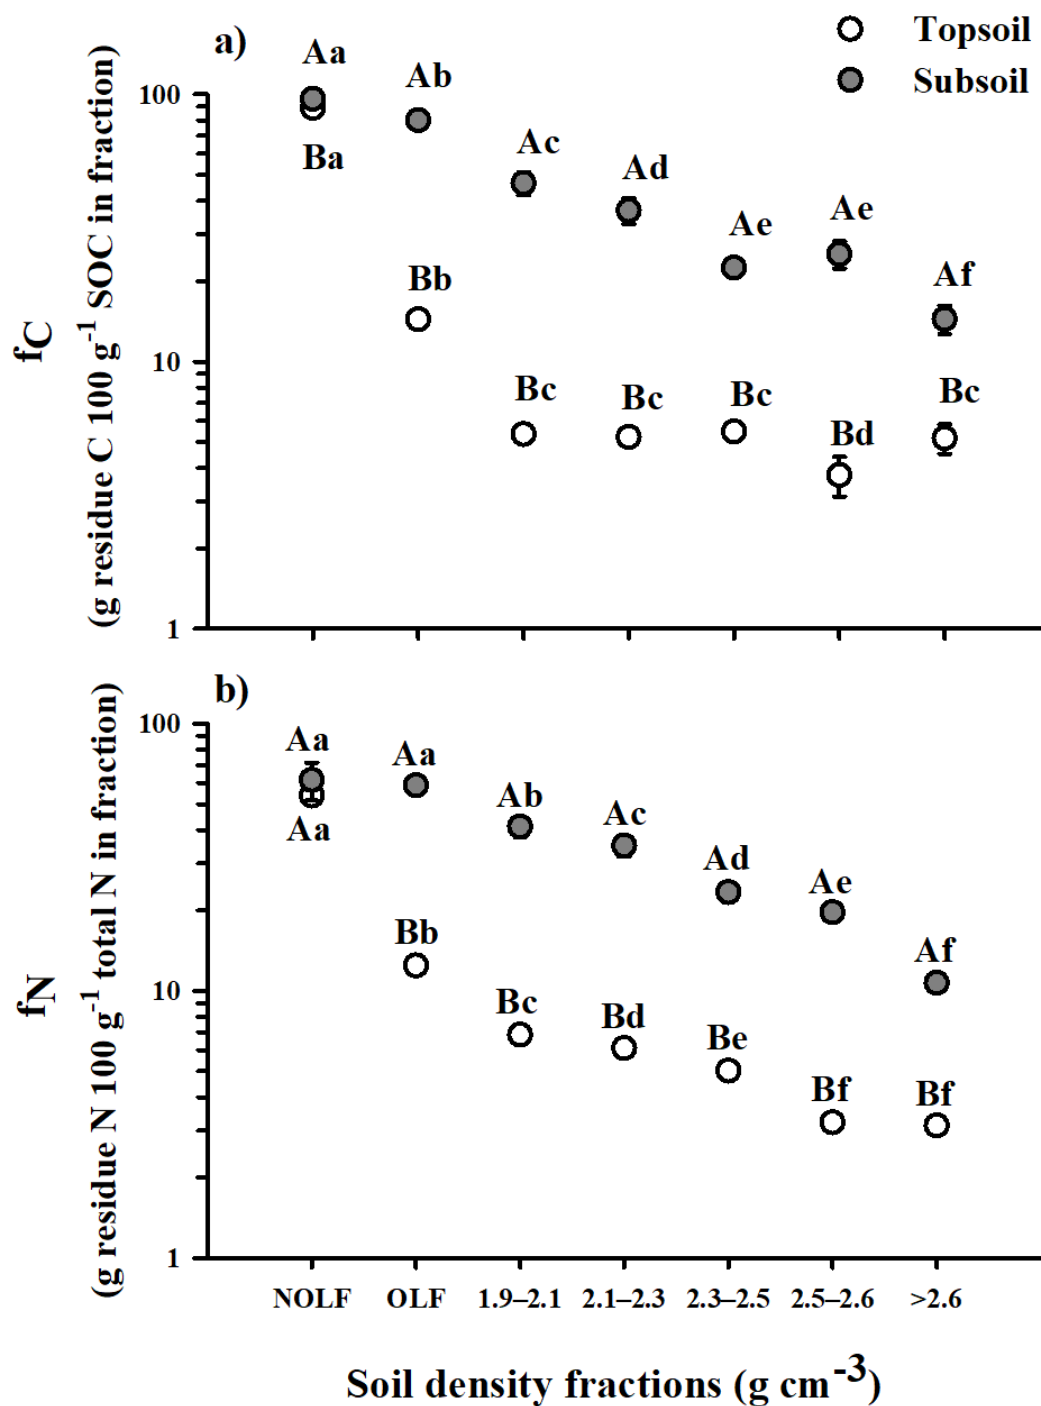 a)
Topsoil
Subsoil
Aa
Ab
Ac
Ad
Ae
Ae
Af
Ba
Bb
Bc
Bc
Bc
Bd
Bc
100
10
1
fC
(g residue C 100 g-1 SOC in fraction)
b)
Aa
Aa
Ab
Ac
Ad
Ae
Af
Aa
Bb
Bc
Bd
Be
Bf
Bf
100
10
1
fN
(g residue N 100 g-1 total N in fraction)
NOLF OLF 1.9–2.1 2.1–2.3 2.3–2.5 2.5–2.6 >2.6
Soil density fractions (g cm-3)